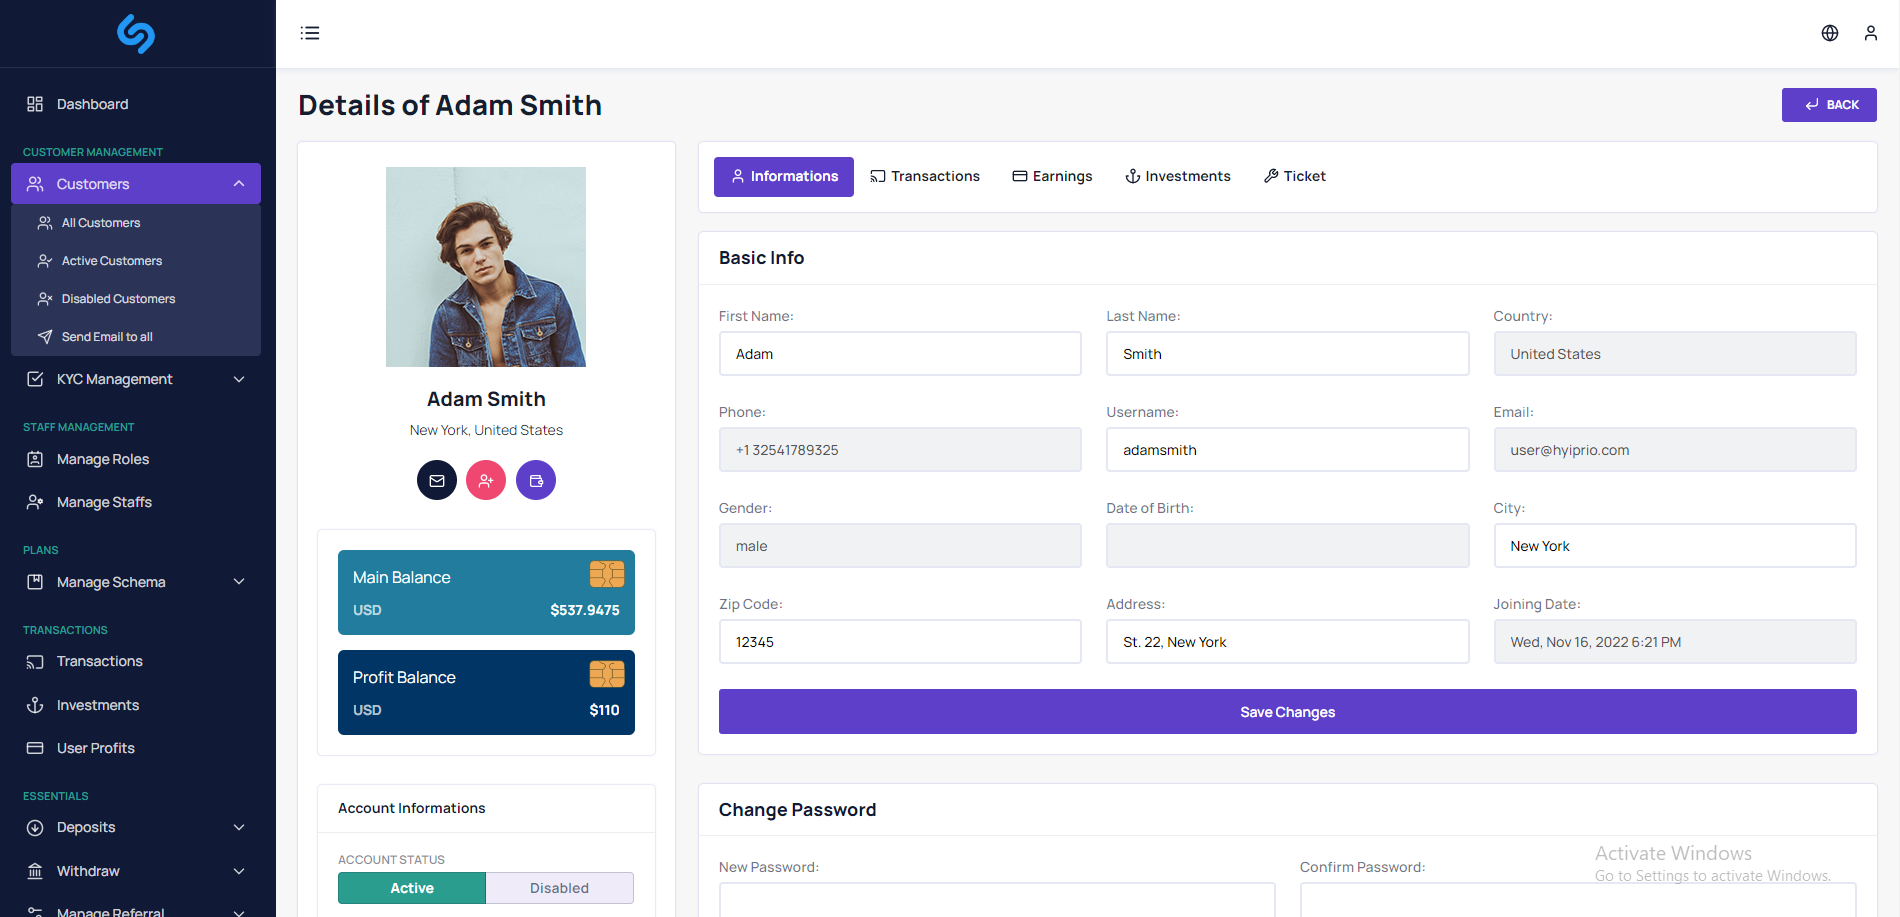 Dashboard
CUSTOMER MANAGEMENT
Customers
All Customers
Active Customers
Disabled Customers
Send Email to all
KYC Management
STAFF MANAGEMENT
Manage Roles
Manage Staffs
PLANS
Manage Schema
TRANSACTIONS
Transactions
Investments
User Profits
ESSENTIALS
Deposits
Withdraw
Manage Referral
Details of Adam Smith
BACK
Adam Smith
New York, United States
Main Balance
USD $537.9475
Profit Balance
USD $110
Account Informations
ACCOUNT STATUS
Active Disabled
Informations Transactions Earnings Investments Ticket
Basic Info
First Name: Last Name: Country:
Adam Smith United States
Phone: Username: Email:
+1 32541789325 adamsmith user@hyiprio.com
Gender: Date of Birth: City:
male New York
Zip Code: Address: Joining Date:
12345 St. 22, New York Wed, Nov 16, 2022 6:21 PM
Save Changes
Change Password
New Password: Confirm Password:
Activate Windows
Go to Settings to activate Windows.